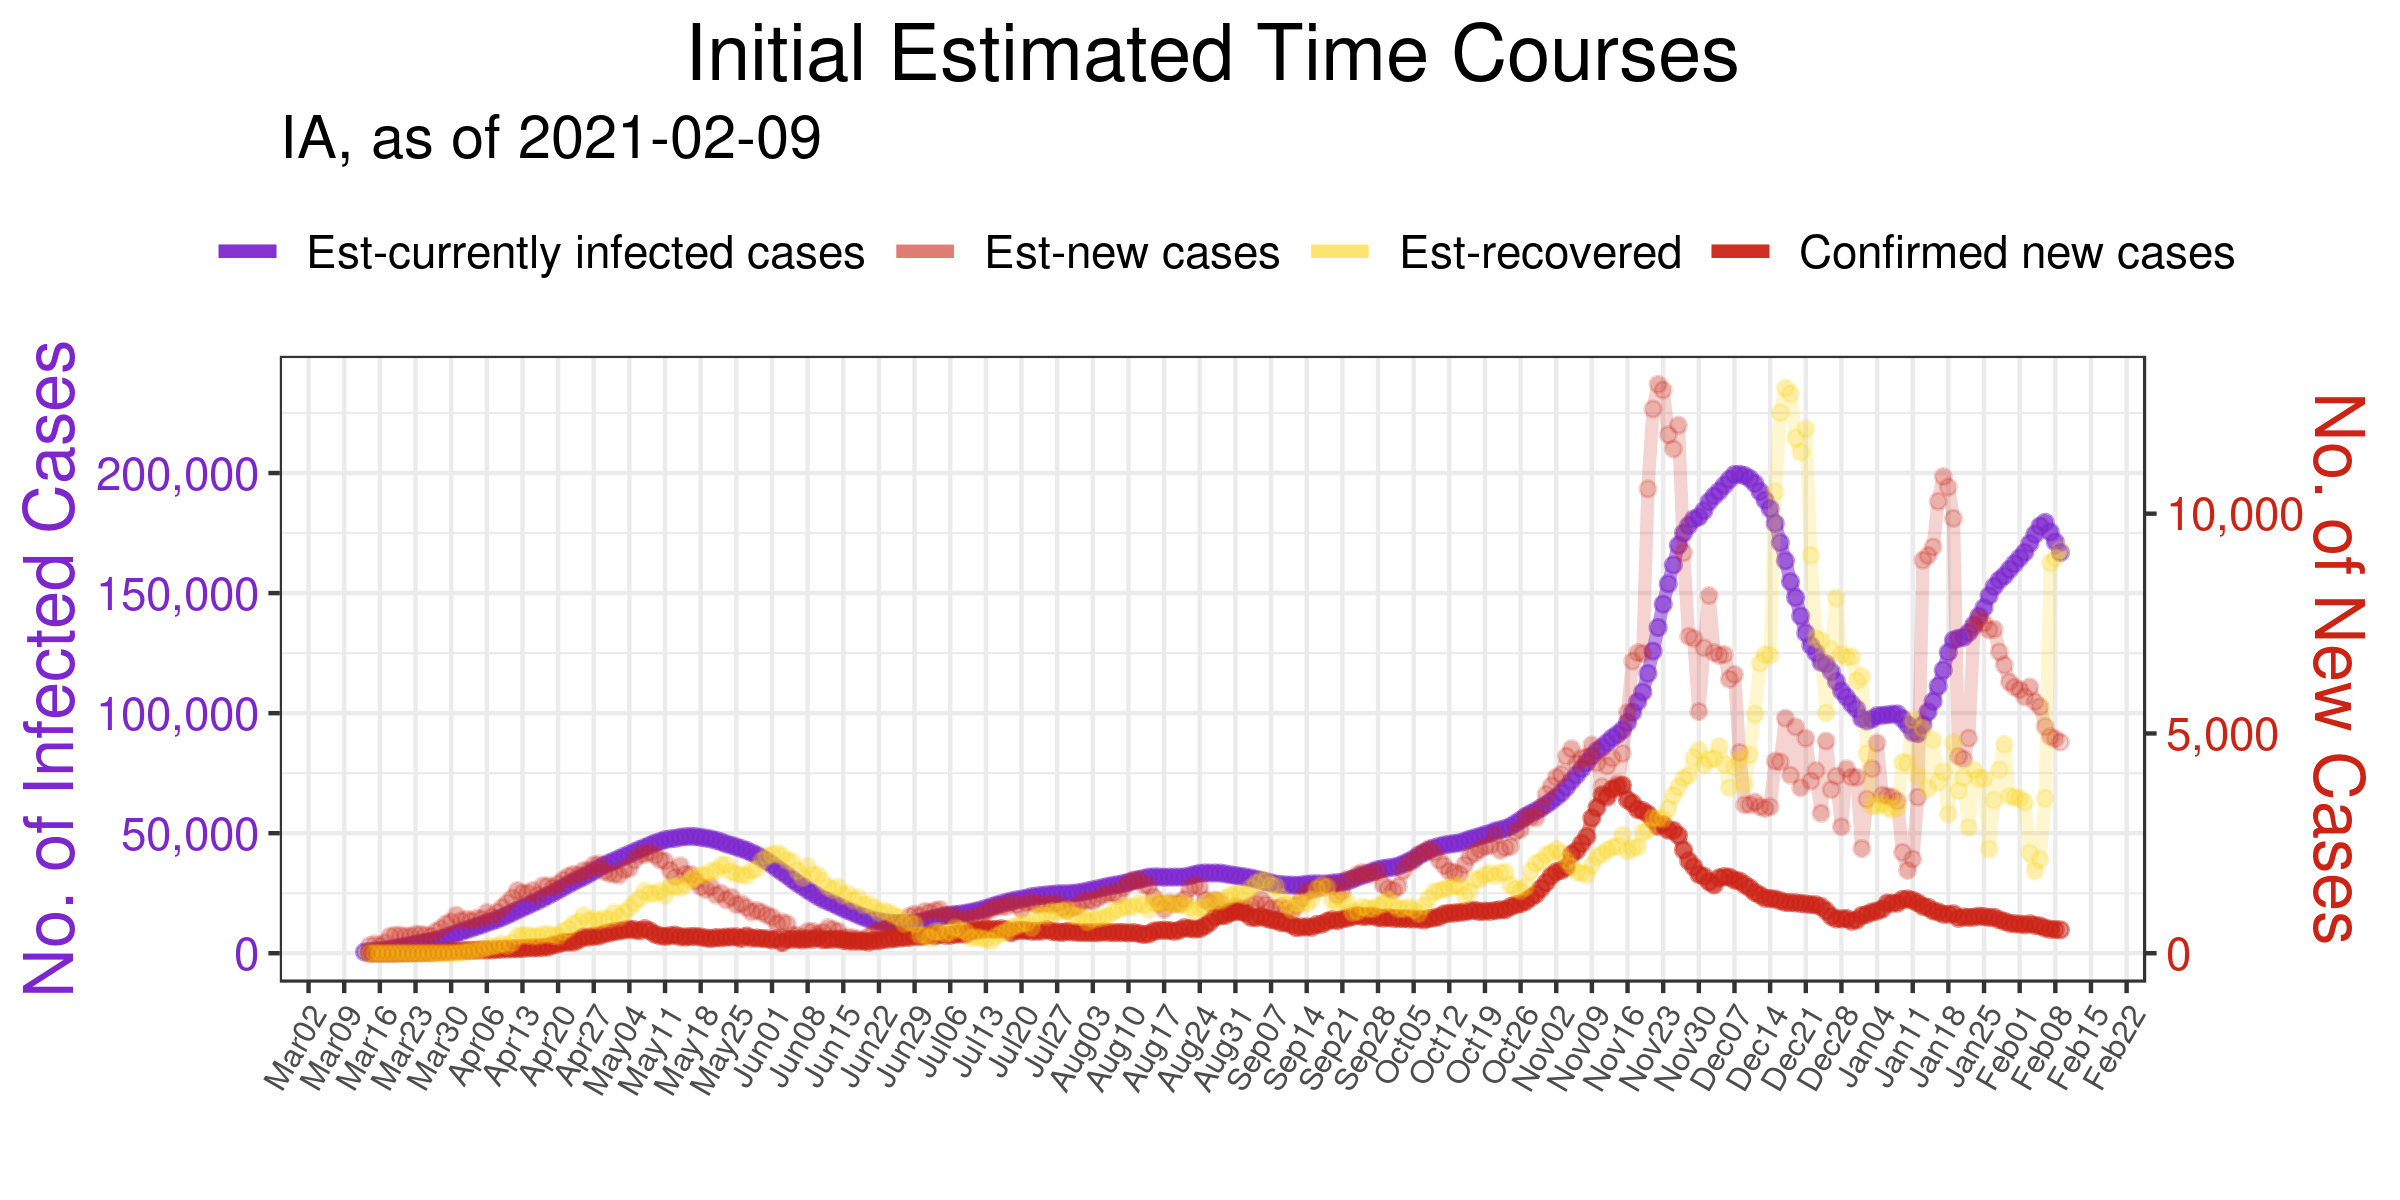 Initial Estimated Time Courses
IA, as of 2021-02-09
Est-currently infected cases
Est-new cases
Est-recovered
Confirmed new cases
No. of Infected Cases
200,000
150,000
100,000
50,000
0
10,000
5,000
0
No. of New Cases
Mar02
Mar09
Mar16
Mar23
Mar30
Apr06
Apr13
Apr20
Apr27
May04
May11
May18
May25
Jun01
Jun08
Jun15
Jun22
Jun29
Jul06
Jul13
Jul20
Jul27
Aug03
Aug10
Aug17
Aug24
Aug31
Sep07
Sep14
Sep21
Sep28
Oct05
Oct12
Oct19
Oct26
Nov02
Nov09
Nov16
Nov23
Nov30
Dec07
Dec14
Dec21
Dec28
Jan04
Jan11
Jan18
Jan25
Feb01
Feb08
Feb15
Feb22